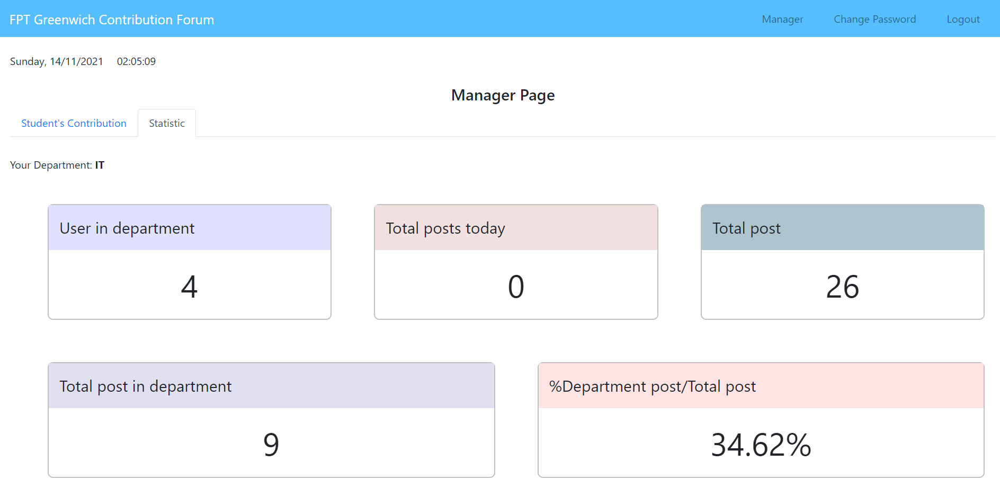 FPT Greenwich Contribution Forum Manager Change Password Logout
Sunday, 14/11/2021 02:05:09
Manager Page
Student's Contribution Statistic
Your Department: IT
User in department Total posts today Total post
4 0 26
Total post in department %Department post/Total post
9 34.62%